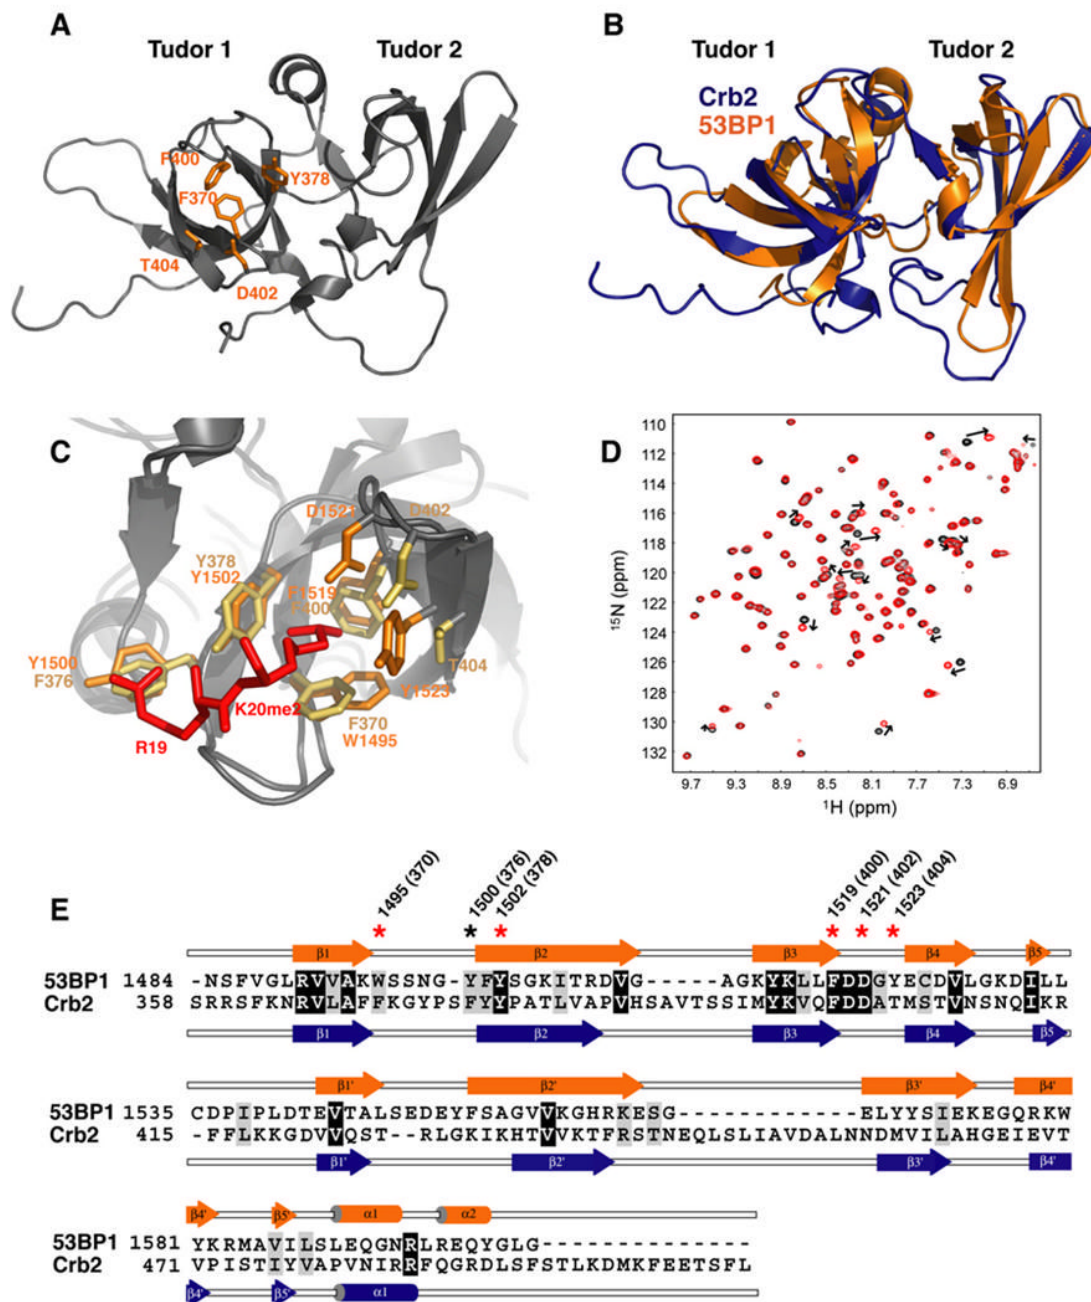 A
Tudor 1 Tudor 2
F400
F370
Y378
T404
D402
B
Tudor 1 Tudor 2
Crb2
53BP1
C
D1521 D402
Y378
Y1502
F1519
F400
Y1500
F376
T404
K20me2
Y1523
R19
F370
W1495
D
110
112
114
116
118
120
122
124
126
128
130
132
15N (ppm)
9.7 9.3 8.9 8.5 8.1 7.7 7.3 6.9
1H (ppm)
E
1495 (370) 1500 (376) 1502 (378) 1519 (400) 1521 (402) 1523 (404)
* * * * * *
β1 β2 β3 β4 β5
53BP1 1484 -NSFVGLRVVAKWSSNG-YFYSGKITRDVG-----AGKYKLLFDDGYECDVLGKDILL
Crb2 358 SRRSFKNRVLAFFKGYPSFYYPATLVAPVHSAVTSSIMYKVQFDDATMSTVNSNQIKR
β1 β2 β3 β4 β5
β1' β2' β3' β4'
53BP1 1535 CDPIPLDTEVTALSEDEYFSAGVVKGHRKESG------------ELYYSIEKEGQRKW
Crb2 415 -FFLKKGDVVQST--RLGKIKHTVVKTFRSTNEQLSLIAVDALNNDMVILAHGEIEVT
β1' β2' β3' β4'
β4' β5' α1 α2
53BP1 1581 YKRMAVILSLEQGNRLREQYGLG--------------
Crb2 471 VPISTIYVAPVNIRRFQGRDLSFSTLKDMKFEETSFL
β4' β5' α1